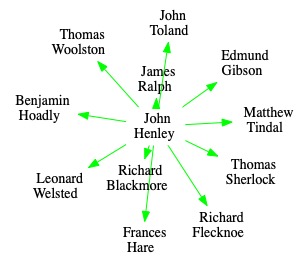 John
Toland
Thomas
Woolston
Edmund
Gibson
James
Ralph
Benjamin
Hoadly
Matthew
Tindal
John
Henley
Thomas
Sherlock
Richard
Blackmore
Leonard
Welsted
Richard
Flecknoe
Frances
Hare